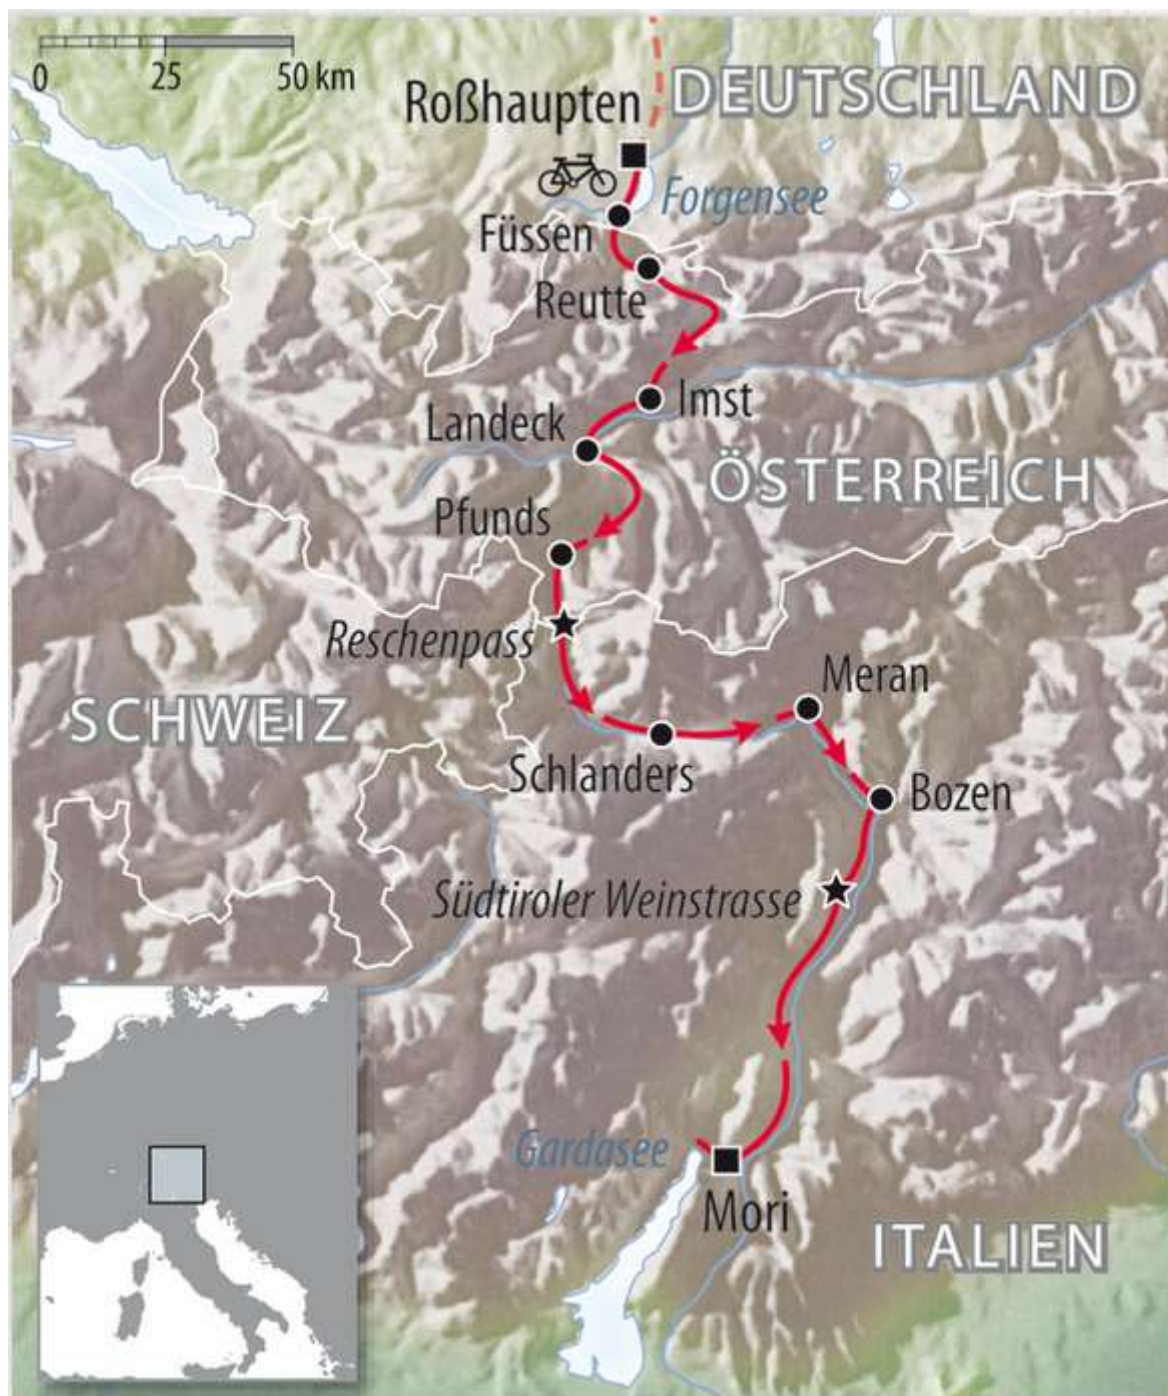 0 25 50 km
DEUTSCHLAND
Roßhaupten
Forgensee
Füssen
Reutte
Imst
Landeck
ÖSTERREICH
Pfunds
Reschenpass
Meran
SCHWEIZ
Schlanders
Bozen
Südtiroler Weinstrasse
Gardasee
Mori
ITALIEN